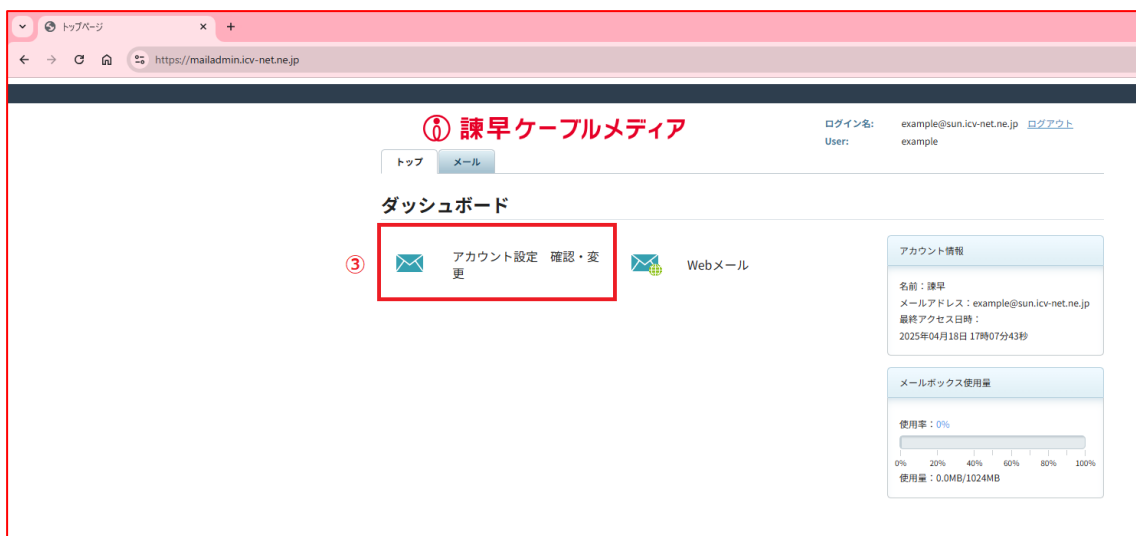 トップページ
https://mailadmin.icv-net.ne.jp
諫早ケーブルメディア
ログイン名: example@sun.icv-net.ne.jp ログアウト
User: example
トップ メール
ダッシュボード
③
アカウント設定　確認・変
更
Webメール
アカウント情報
名前：諫早
メールアドレス：example@sun.icv-net.ne.jp
最終アクセス日時：
2025年04月18日 17時07分43秒
メールボックス使用量
使用率：0%
0% 20% 40% 60% 80% 100%
使用量：0.0MB/1024MB